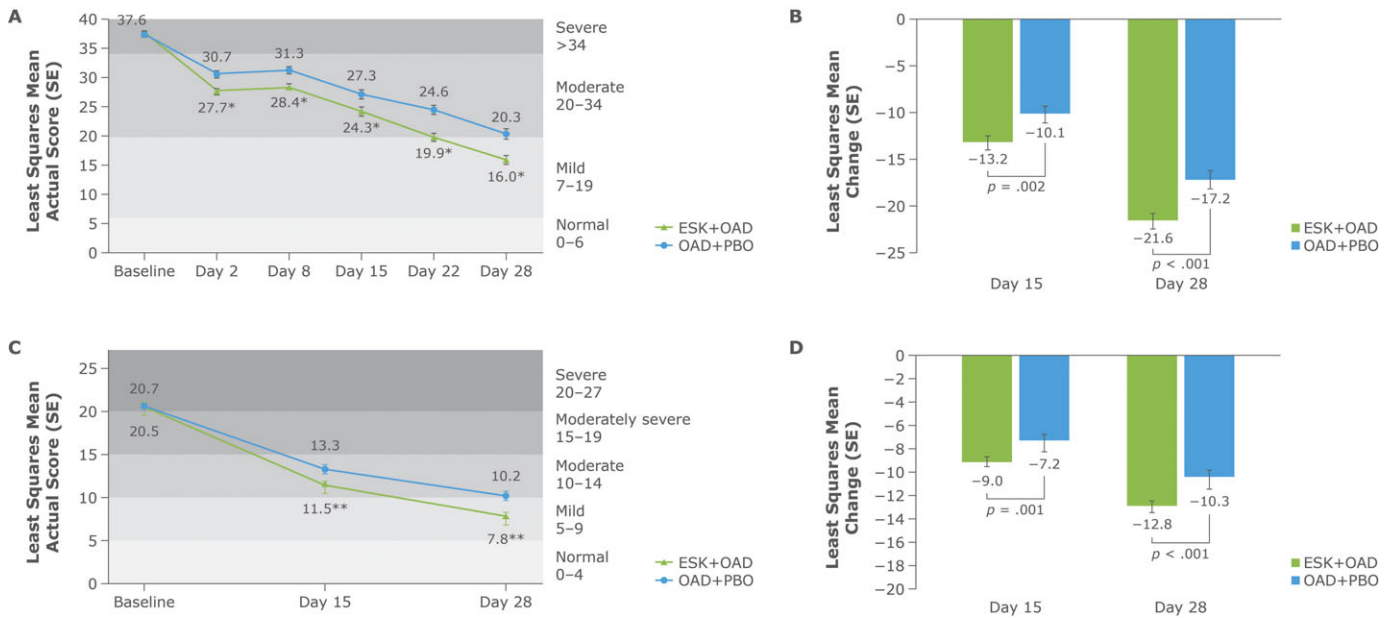 A
Least Squares Mean
Actual Score (SE)
40
35
30
25
20
15
10
5
0
37.6
30.7
31.3
27.3
24.6
20.3
27.7*
28.4*
24.3*
19.9*
16.0*
Severe
>34
Moderate
20–34
Mild
7–19
Normal
0–6
ESK+OAD
OAD+PBO
Baseline
Day 2
Day 8
Day 15
Day 22
Day 28
B
Least Squares Mean
Change (SE)
0
−5
−10
−15
−20
−25
−13.2
−10.1
p = .002
−21.6
−17.2
p < .001
ESK+OAD
OAD+PBO
Day 15
Day 28
C
Least Squares Mean
Actual Score (SE)
25
20
15
10
5
0
20.7
20.5
13.3
11.5**
10.2
7.8**
Severe
20–27
Moderately severe
15–19
Moderate
10–14
Mild
5–9
Normal
0–4
ESK+OAD
OAD+PBO
Baseline
Day 15
Day 28
D
Least Squares Mean
Change (SE)
0
−2
−4
−6
−8
−10
−12
−14
−16
−18
−20
−9.0
−7.2
p = .001
−12.8
−10.3
p < .001
ESK+OAD
OAD+PBO
Day 15
Day 28